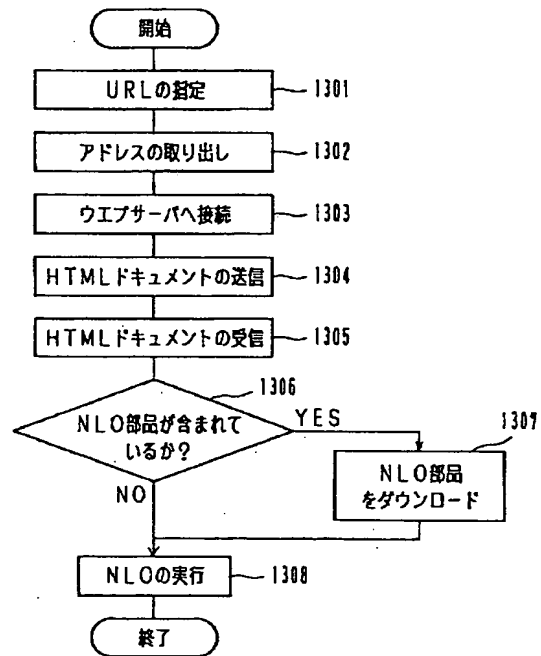 開始
URLの指定
1301
アドレスの取り出し
1302
ウエブサーバへ接続
1303
HTMLドキュメントの送信
1304
HTMLドキュメントの受信
1305
1306
NLO部品が含まれて
いるか?
YES
1307
NLO部品
をダウンロード
NO
NLOの実行
1308
終了